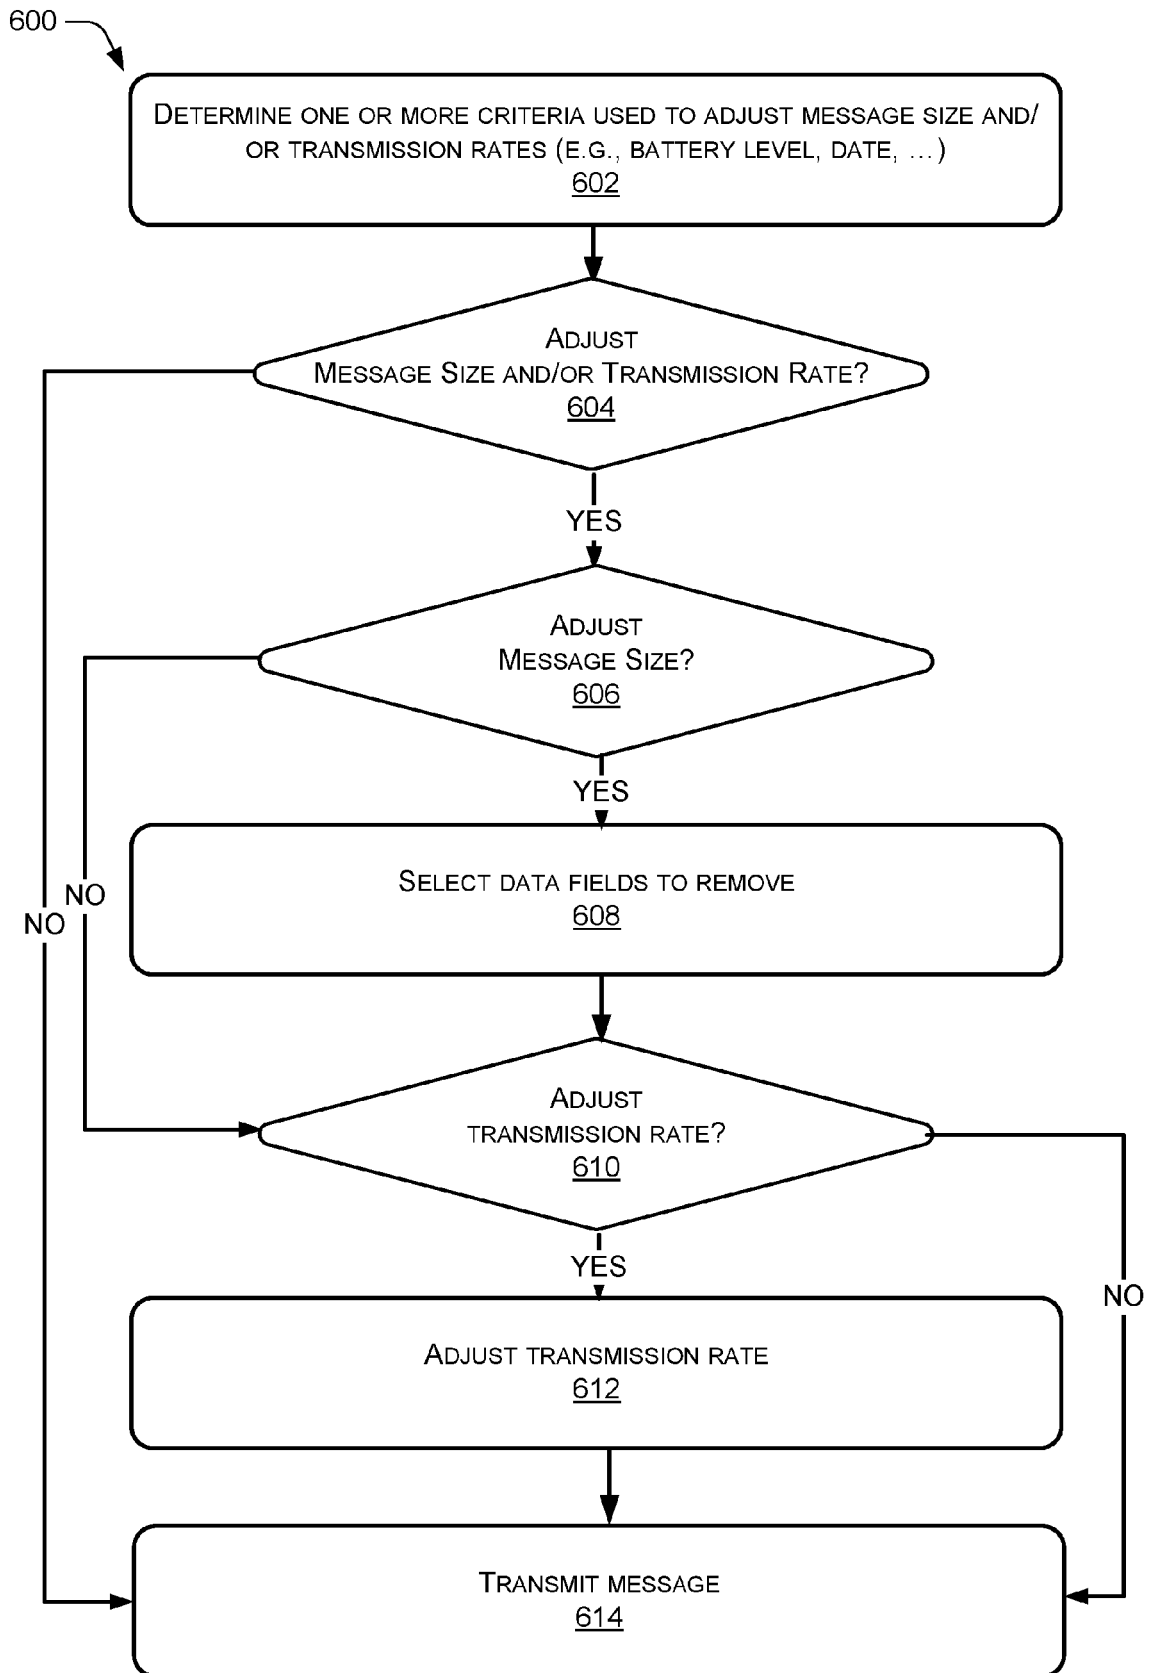 600
DETERMINE ONE OR MORE CRITERIA USED TO ADJUST MESSAGE SIZE AND/
OR TRANSMISSION RATES (E.G., BATTERY LEVEL, DATE, ...)
602
ADJUST
MESSAGE SIZE AND/OR TRANSMISSION RATE?
604
YES
ADJUST
MESSAGE SIZE?
606
YES
SELECT DATA FIELDS TO REMOVE
608
NO
NO
ADJUST
TRANSMISSION RATE?
610
YES
NO
ADJUST TRANSMISSION RATE
612
TRANSMIT MESSAGE
614